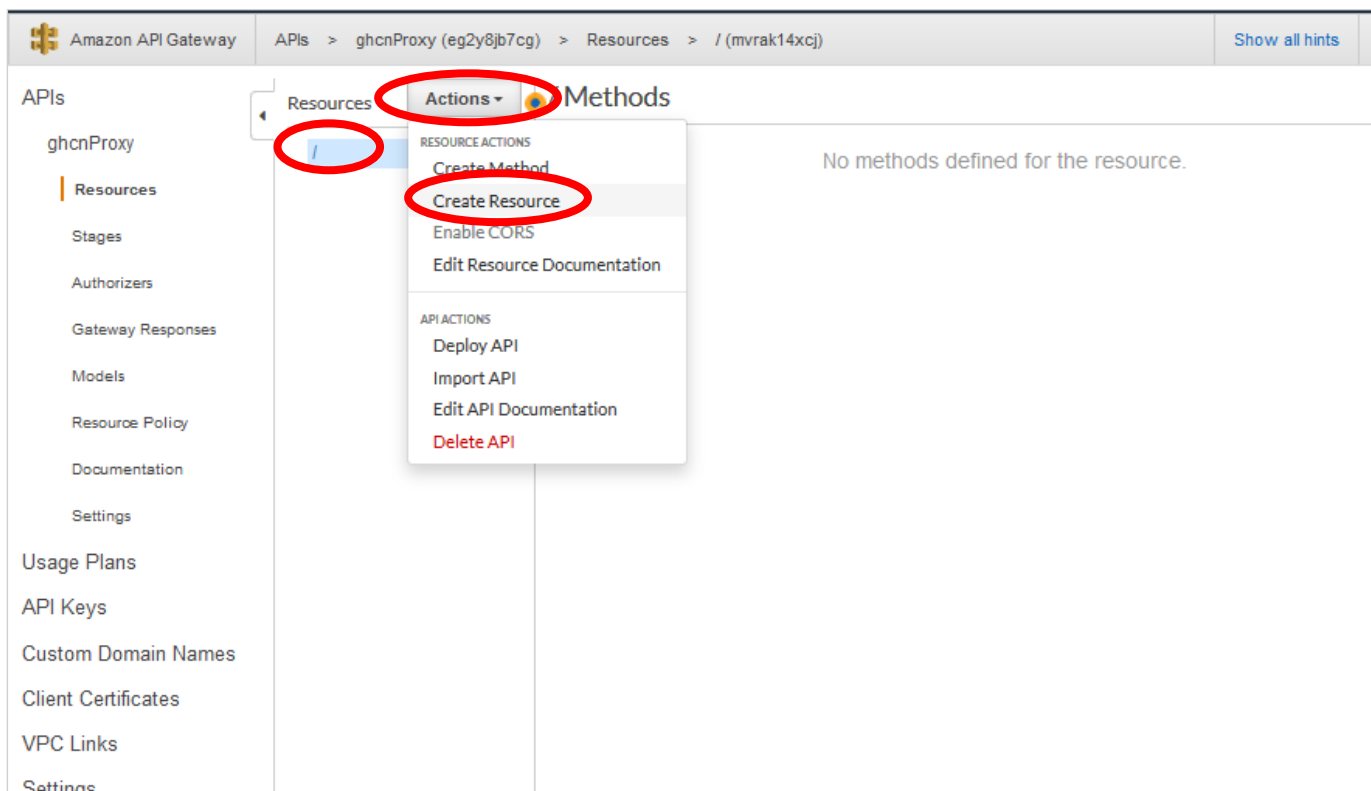 Amazon API Gateway APIs > ghcnProxy (eg2y8jb7cg) > Resources > / (mvrak14xcj) Show all hints
APIs
ghcnProxy
Resources
Stages
Authorizers
Gateway Responses
Models
Resource Policy
Documentation
Settings
Usage Plans
API Keys
Custom Domain Names
Client Certificates
VPC Links
Settings
Resources
/
Actions
RESOURCE ACTIONS
Create Method
Create Resource
Enable CORS
Edit Resource Documentation
API ACTIONS
Deploy API
Import API
Edit API Documentation
Delete API
/ Methods
No methods defined for the resource.